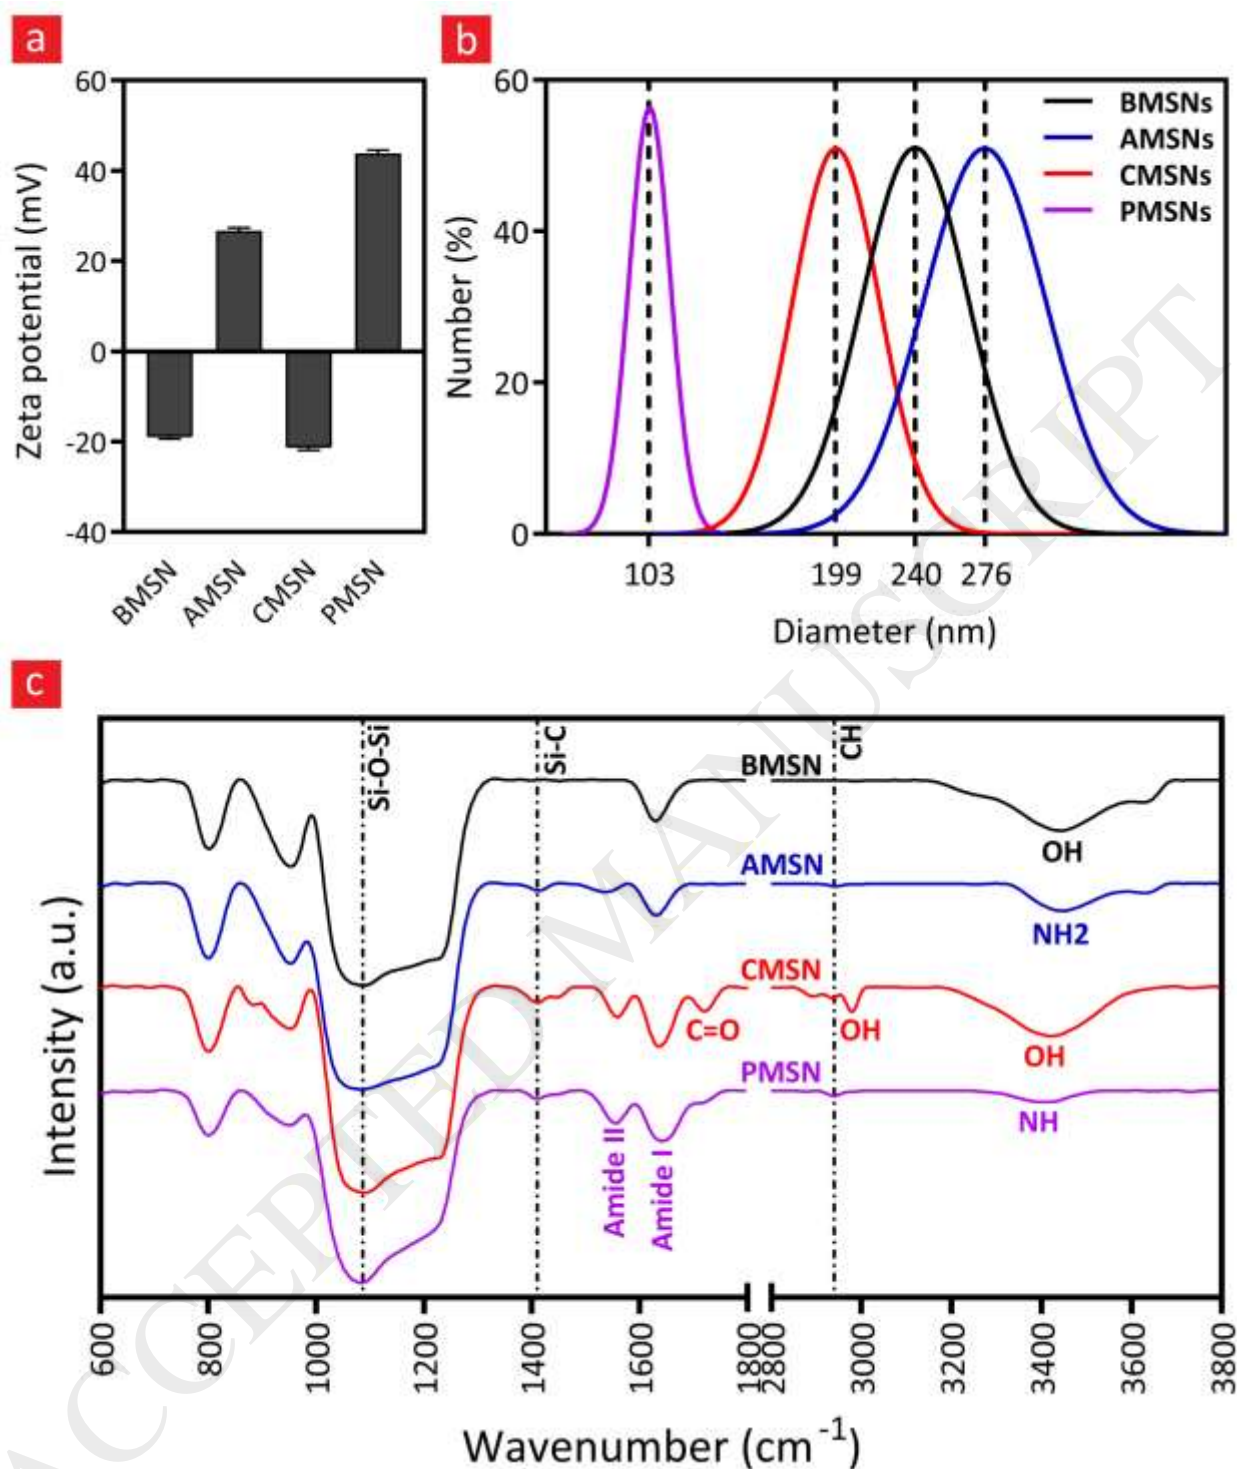 a
60
40
20
0
-20
-40
Zeta potential (mV)
BMSN
AMSN
CMSN
PMSN
b
60
40
20
0
Number (%)
BMSNs
AMSNs
CMSNs
PMSNs
103 199 240 276
Diameter (nm)
c
Si-O-Si
Si-C
CH
BMSN
OH
AMSN
NH2
CMSN
C=O
OH
OH
PMSN
NH
Amide II
Amide I
Intensity (a.u.)
600 800 1000 1200 1400 1600 1800 2800 3000 3200 3400 3600 3800
Wavenumber (cm-1)
ACCEPTED MANUSCRIPT